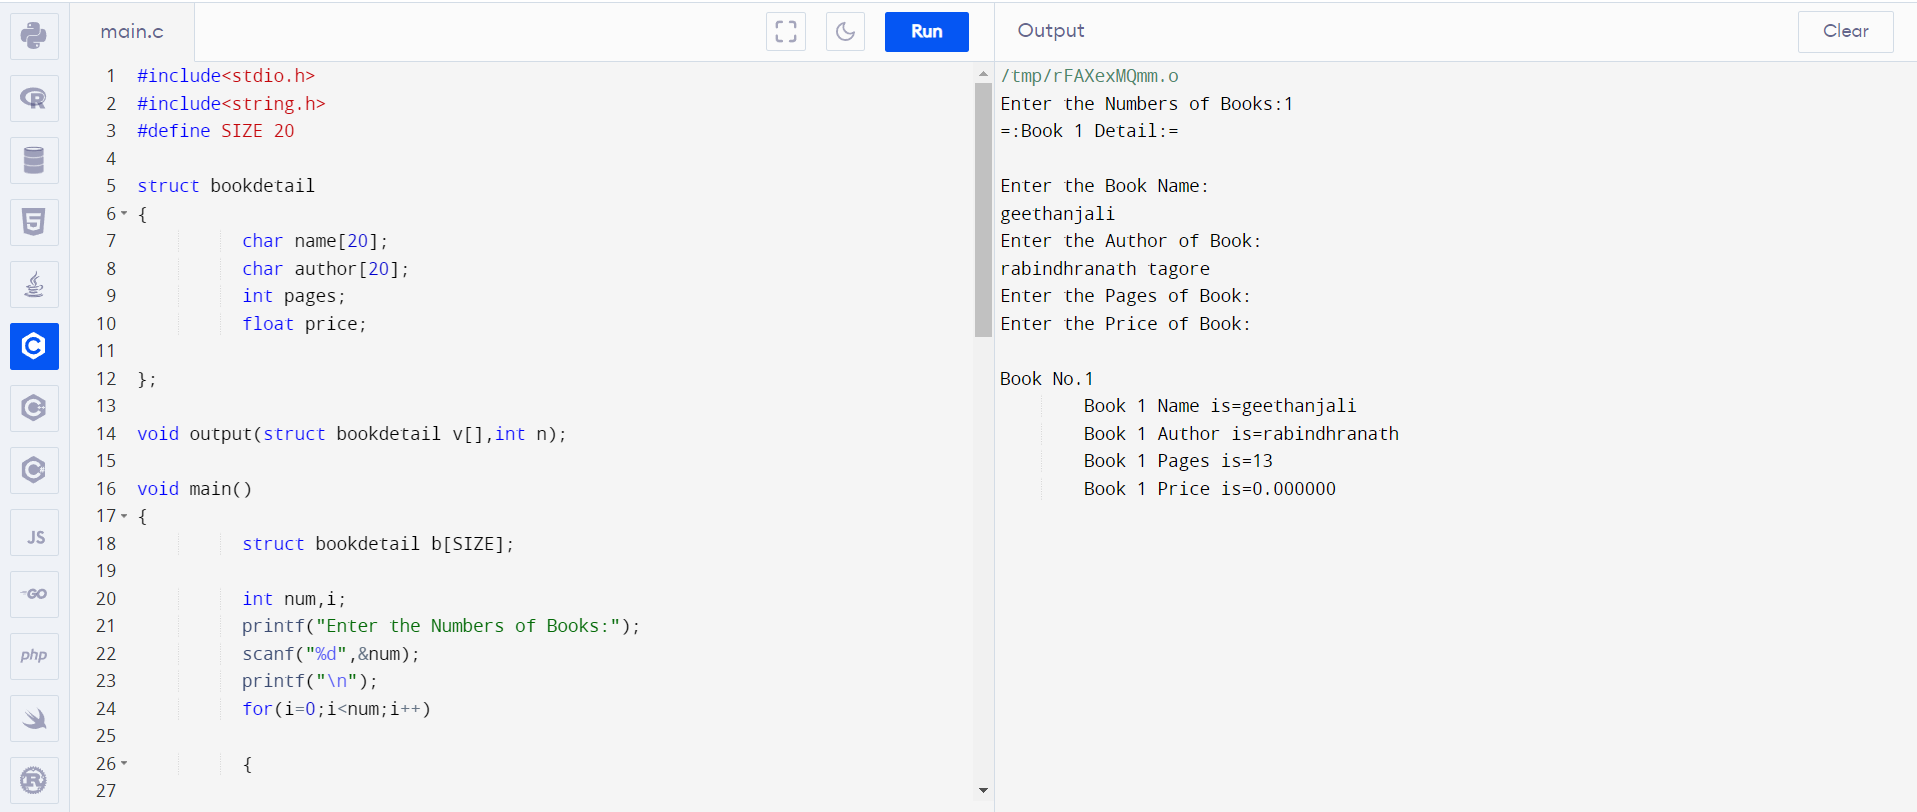 main.c
Run
1 #include<stdio.h>
2 #include<string.h>
3 #define SIZE 20
4
5 struct bookdetail
6 {
7 char name[20];
8 char author[20];
9 int pages;
10 float price;
11
12 };
13
14 void output(struct bookdetail v[],int n);
15
16 void main()
17 {
18 struct bookdetail b[SIZE];
19
20 int num,i;
21 printf("Enter the Numbers of Books:");
22 scanf("%d",&num);
23 printf("\n");
24 for(i=0;i<num;i++)
25
26 {
27
Output
Clear
/tmp/rFAXexMQmm.o
Enter the Numbers of Books:1
=:Book 1 Detail:=
Enter the Book Name:
geethanjali
Enter the Author of Book:
rabindhranath tagore
Enter the Pages of Book:
Enter the Price of Book:
Book No.1
Book 1 Name is=geethanjali
Book 1 Author is=rabindhranath
Book 1 Pages is=13
Book 1 Price is=0.000000
R
5
C
C
C
JS
GO
php
R